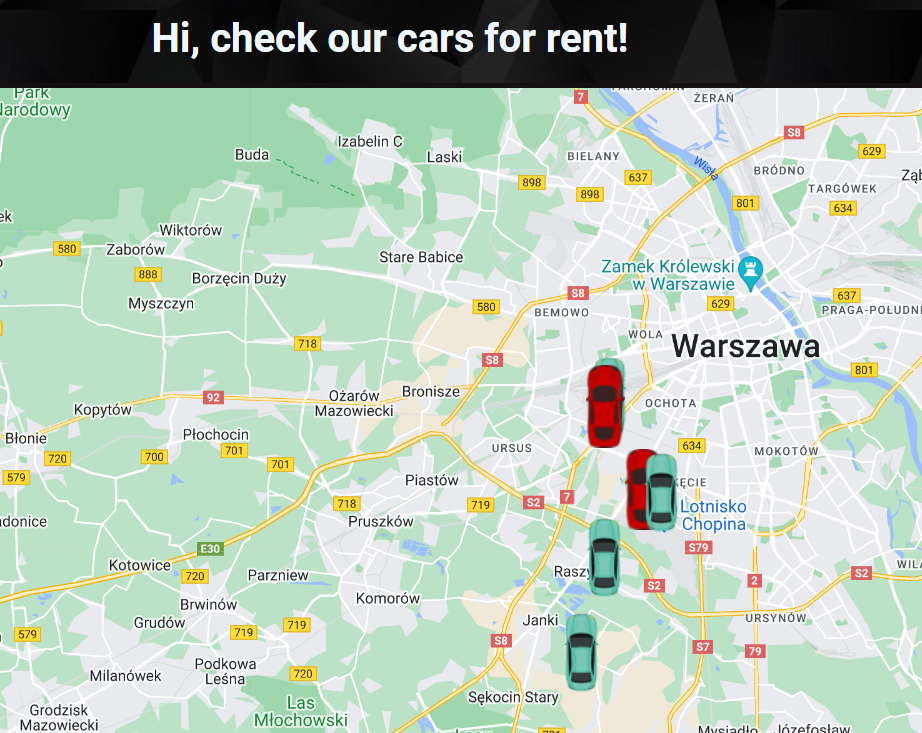 Hi, check our cars for rent!
Park
Narodowy
7
ŻERAŃ
S8
Izabelin C
Buda
Laski
BIELANY
629
Wisła
BRÓDNO
898
637
898
TARGÓWEK
801
634
Wiktorów
580
Zaborów
Stare Babice
Zamek Królewski
w Warszawie
888
Borzęcin Duży
S8
Myszczyn
580
BEMOWO
629
637
PRAGA-POŁUDNI
WOLA
718
Warszawa
S8
801
Bronisze
92
Ożarów
Mazowiecki
OCHOTA
Kopytów
Płochocin
Błonie
URSUS
634
MOKOTÓW
720
700
701
701
579
Piastów
718
719
S2
7
Lotnisko
Chopina
Pruszków
E30
S79
Kotowice
720
Parzniew
Raszy
S2
2
S2
Komorów
Brwinów
Grudów
Janki
URSYNÓW
579
719
719
S8
S7
79
Podkowa
Leśna
Milanówek
720
Sękocin Stary
Las
Młochowski
Grodzisk
Mazowiecki
Mysiadło
Józefosław